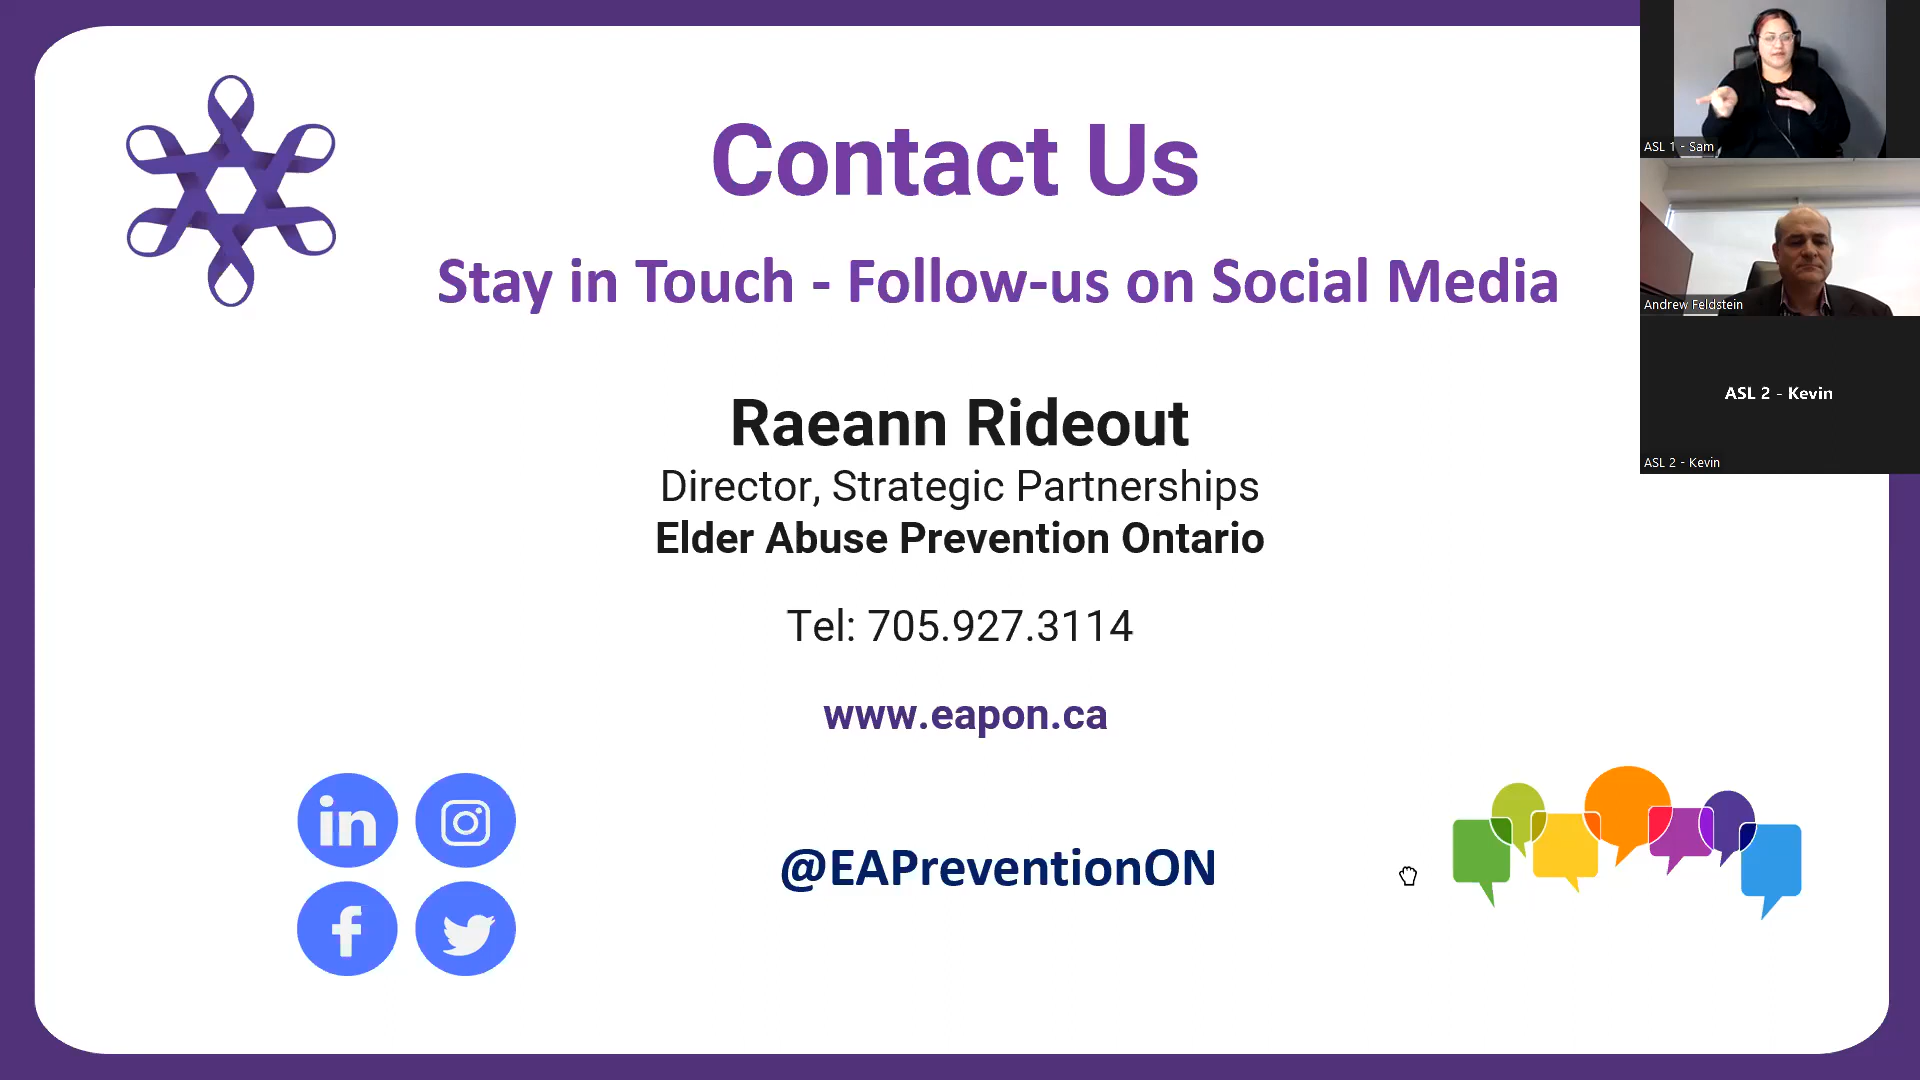 Contact Us
Stay in Touch - Follow-us on Social Media
Raeann Rideout
Director, Strategic Partnerships
Elder Abuse Prevention Ontario
Tel: 705.927.3114
www.eapon.ca
in
f
@EAPreventionON
ASL 1 - Sam
Andrew Feldstein
ASL 2 - Kevin
ASL 2 - Kevin